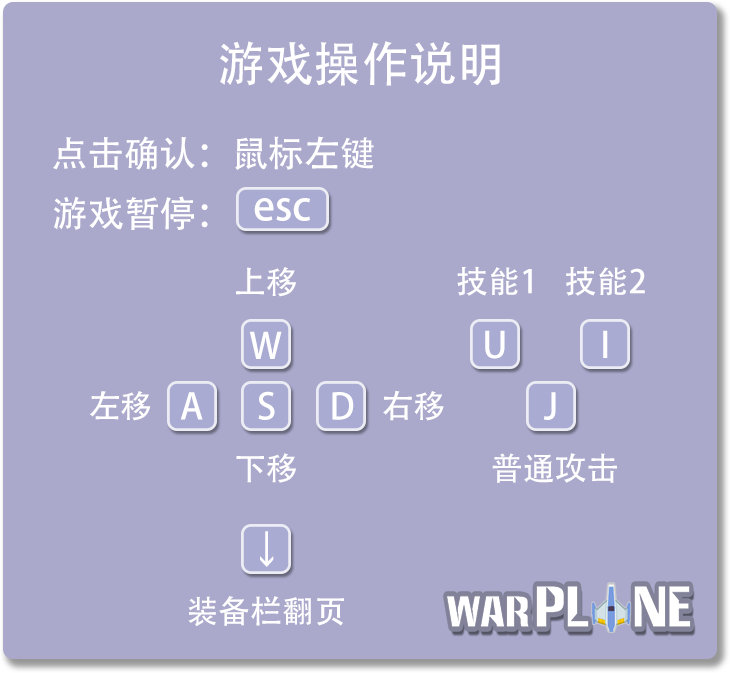 游戏操作说明
点击确认：鼠标左键
游戏暂停：esc
上移 技能1 技能2
W U I
左移 A S D 右移 J
下移 普通攻击
↓
装备栏翻页
WARPLANE